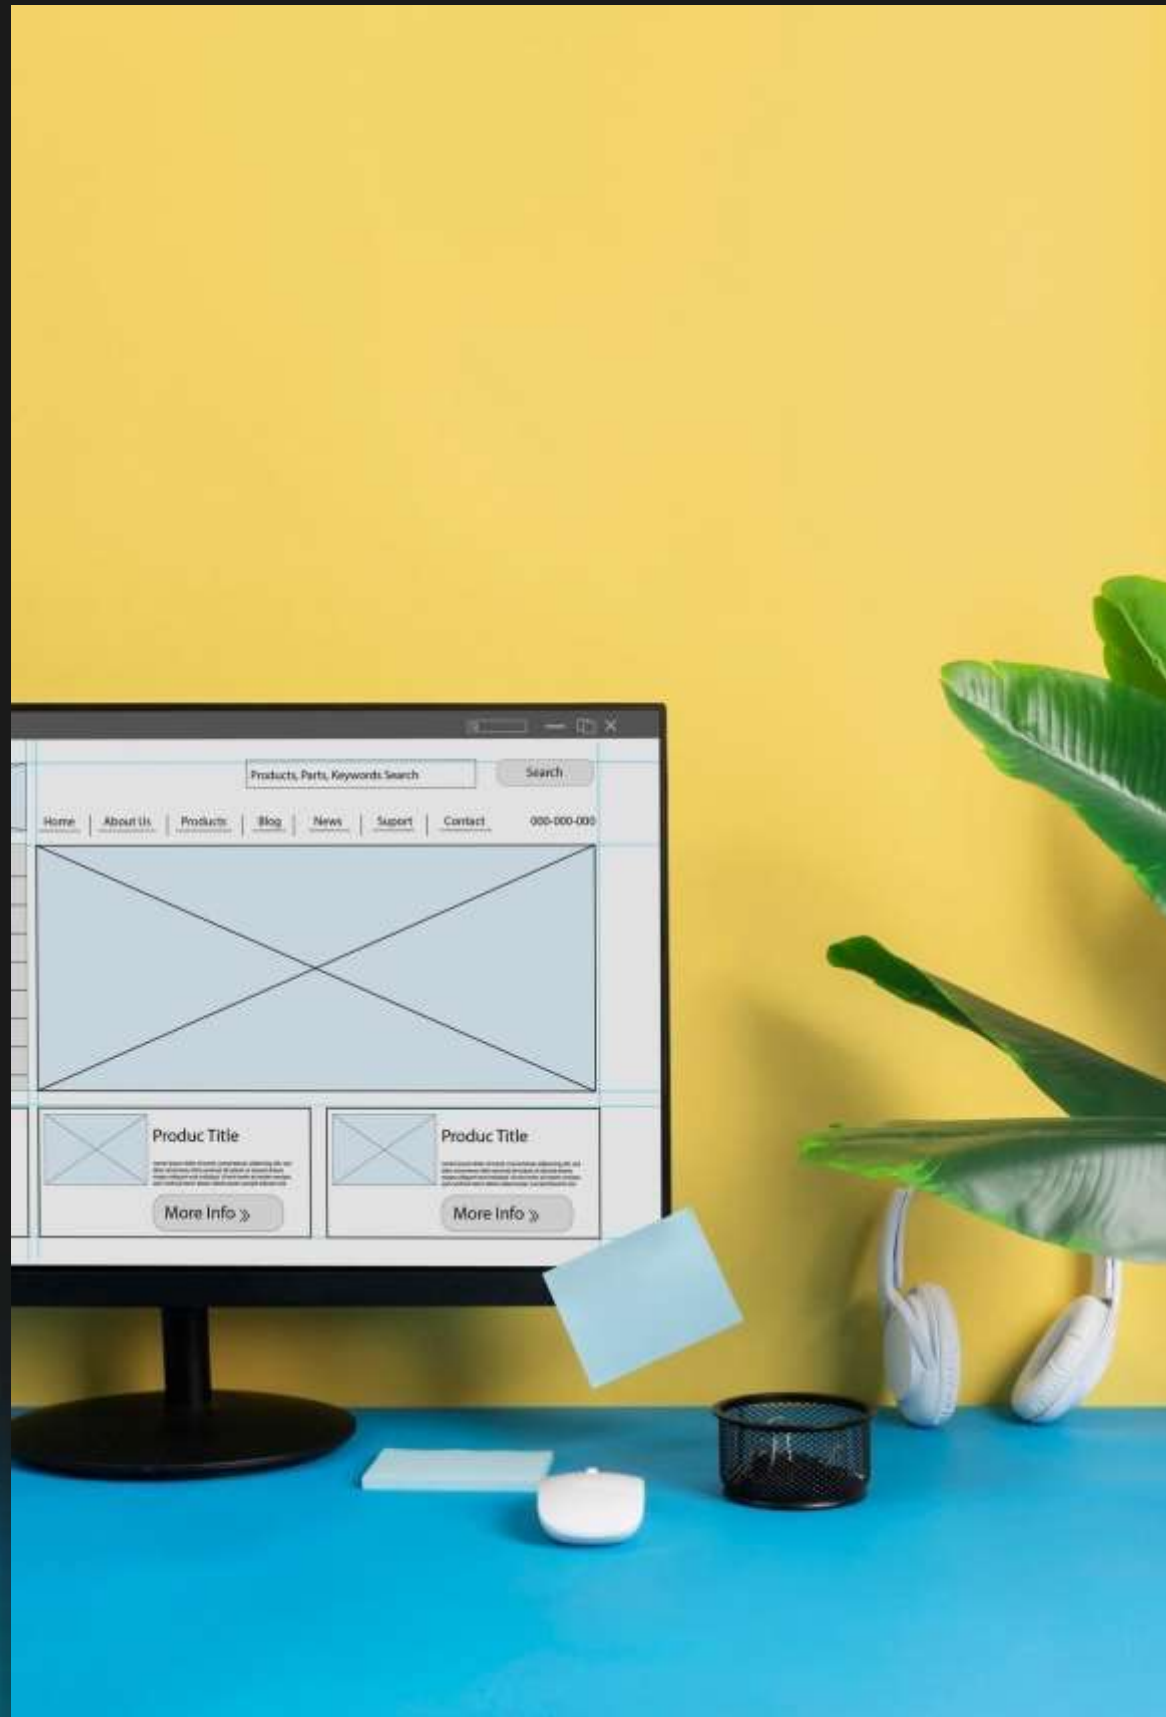 Products, Parts, Keywords Search
Search
Home
About Us
Products
Blog
News
Suport
Contact
000-000-000
Produc Title
More Info »
Produc Title
More Info »